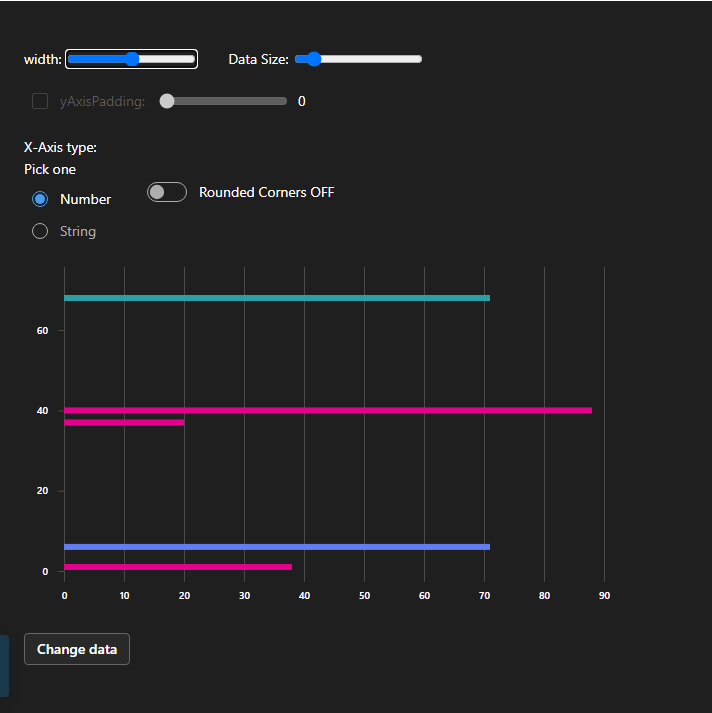 width: Data Size:
yAxisPadding: 0
X-Axis type:
Pick one
Number
Rounded Corners OFF
String
60
40
20
0
0 10 20 30 40 50 60 70 80 90
Change data